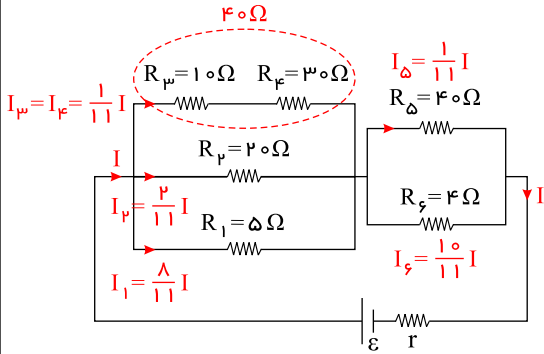 ۴۰Ω
R۳=۱۰Ω R۴=۳۰Ω
I۳=I۴=۱/۱۱ I
I۵=۱/۱۱ I
R۵=۴۰Ω
I
R۲=۲۰Ω
I۲=۲/۱۱ I
R۶=۴Ω
I
R۱=۵Ω
I۶=۱۰/۱۱ I
I۱=۸/۱۱ I
ε r